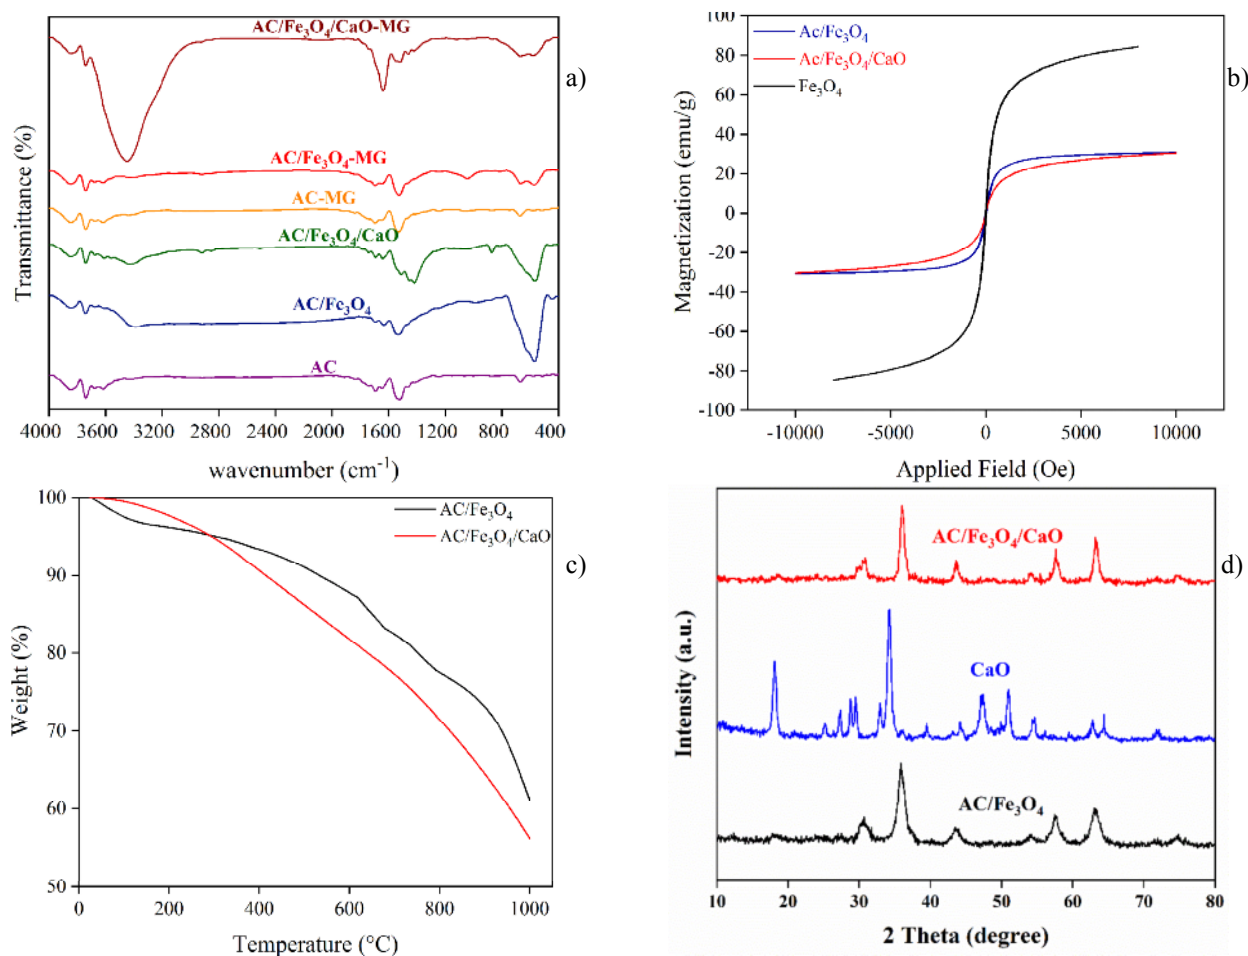 AC/Fe₃O₄/CaO-MG
AC/Fe₃O₄-MG
AC-MG
AC/Fe₃O₄/CaO
AC/Fe₃O₄
AC
Transmittance (%)
4000 3600 3200 2800 2400 2000 1600 1200 800 400
wavenumber (cm⁻¹)
a)
Ac/Fe₃O₄
Ac/Fe₃O₄/CaO
Fe₃O₄
100
80
60
40
20
0
-20
-40
-60
-80
-100
Magnetization (emu/g)
-10000 -5000 0 5000 10000
Applied Field (Oe)
b)
AC/Fe₃O₄
AC/Fe₃O₄/CaO
100
90
80
70
60
50
Weight (%)
0 200 400 600 800 1000
Temperature (°C)
c)
AC/Fe₃O₄/CaO
CaO
AC/Fe₃O₄
Intensity (a.u.)
10 20 30 40 50 60 70 80
2 Theta (degree)
d)